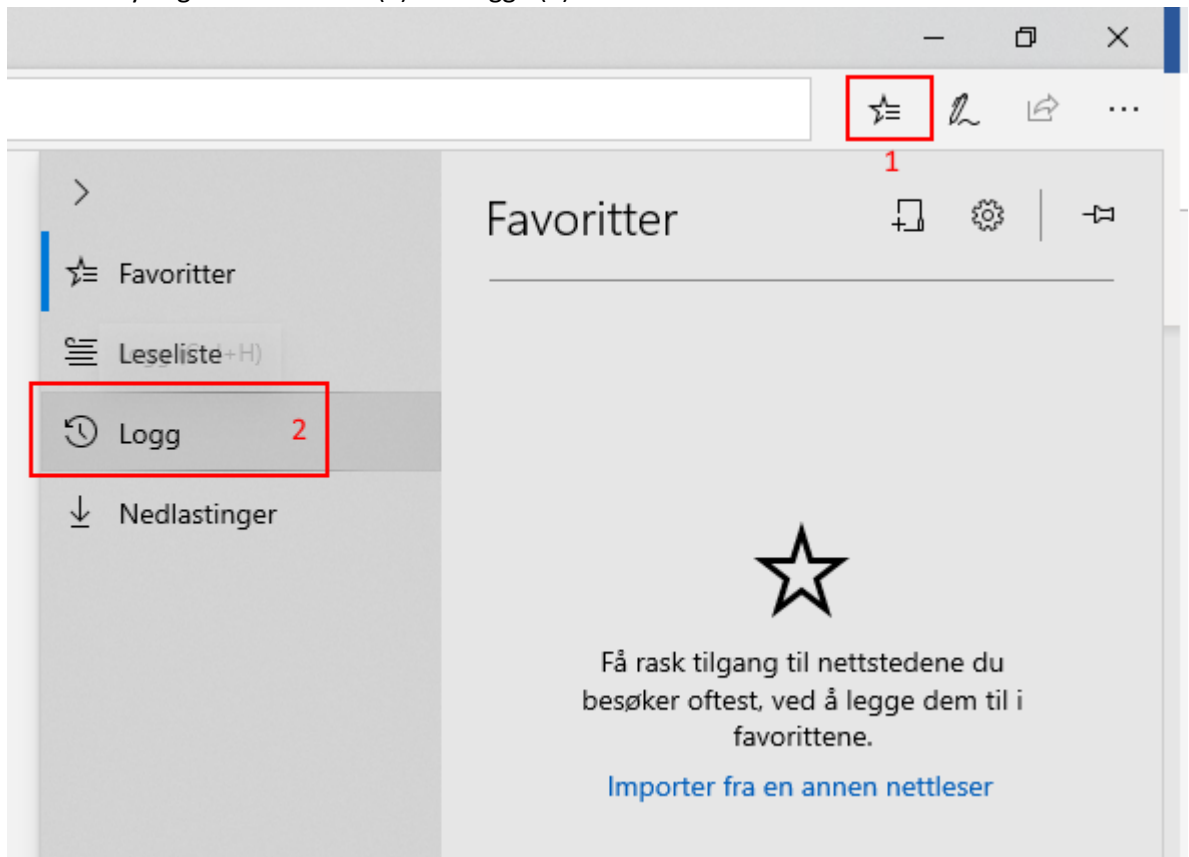 1
Favoritter
Favoritter
Leseliste
Logg 2
Nedlastinger
Få rask tilgang til nettstedene du
besøker oftest, ved å legge dem til i
favorittene.
Importer fra en annen nettleser